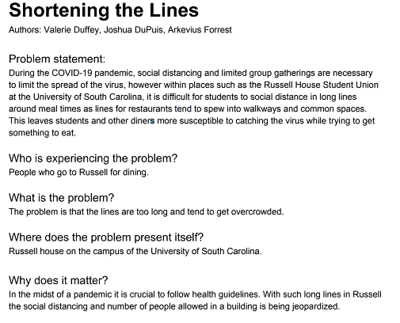 Shortening the Lines
Authors: Valerie Duffey, Joshua DuPuis, Arkevius Forrest
Problem statement:
During the COVID-19 pandemic, social distancing and limited group gatherings are necessary
to limit the spread of the virus, however within places such as the Russell House Student Union
at the University of South Carolina, it is difficult for students to social distance in long lines
around meal times as lines for restaurants tend to spew into walkways and common spaces.
This leaves students and other diners more susceptible to catching the virus while trying to get
something to eat.
Who is experiencing the problem?
People who go to Russell for dining.
What is the problem?
The problem is that the lines are too long and tend to get overcrowded.
Where does the problem present itself?
Russell house on the campus of the University of South Carolina.
Why does it matter?
In the midst of a pandemic it is crucial to follow health guidelines. With such long lines in Russell
the social distancing and number of people allowed in a building is being jeopardized.